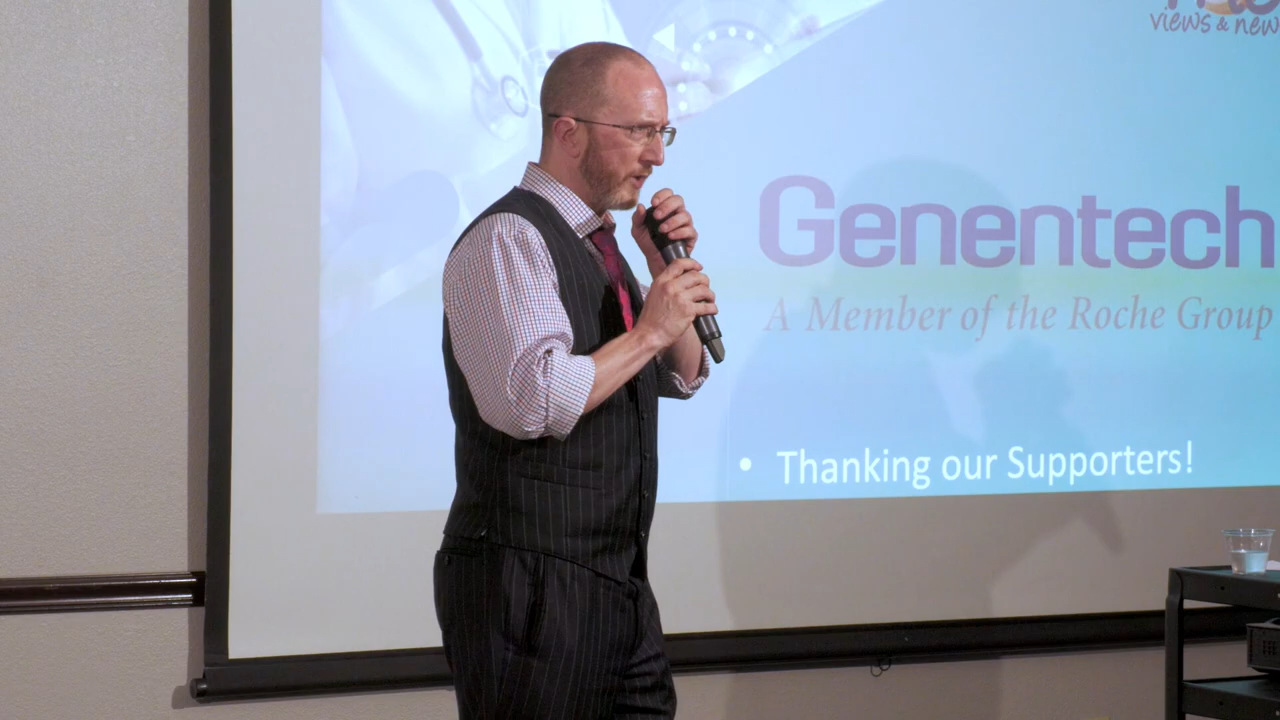 views & new
Genentech
A Member of the Roche Group
• Thanking our Supporters!